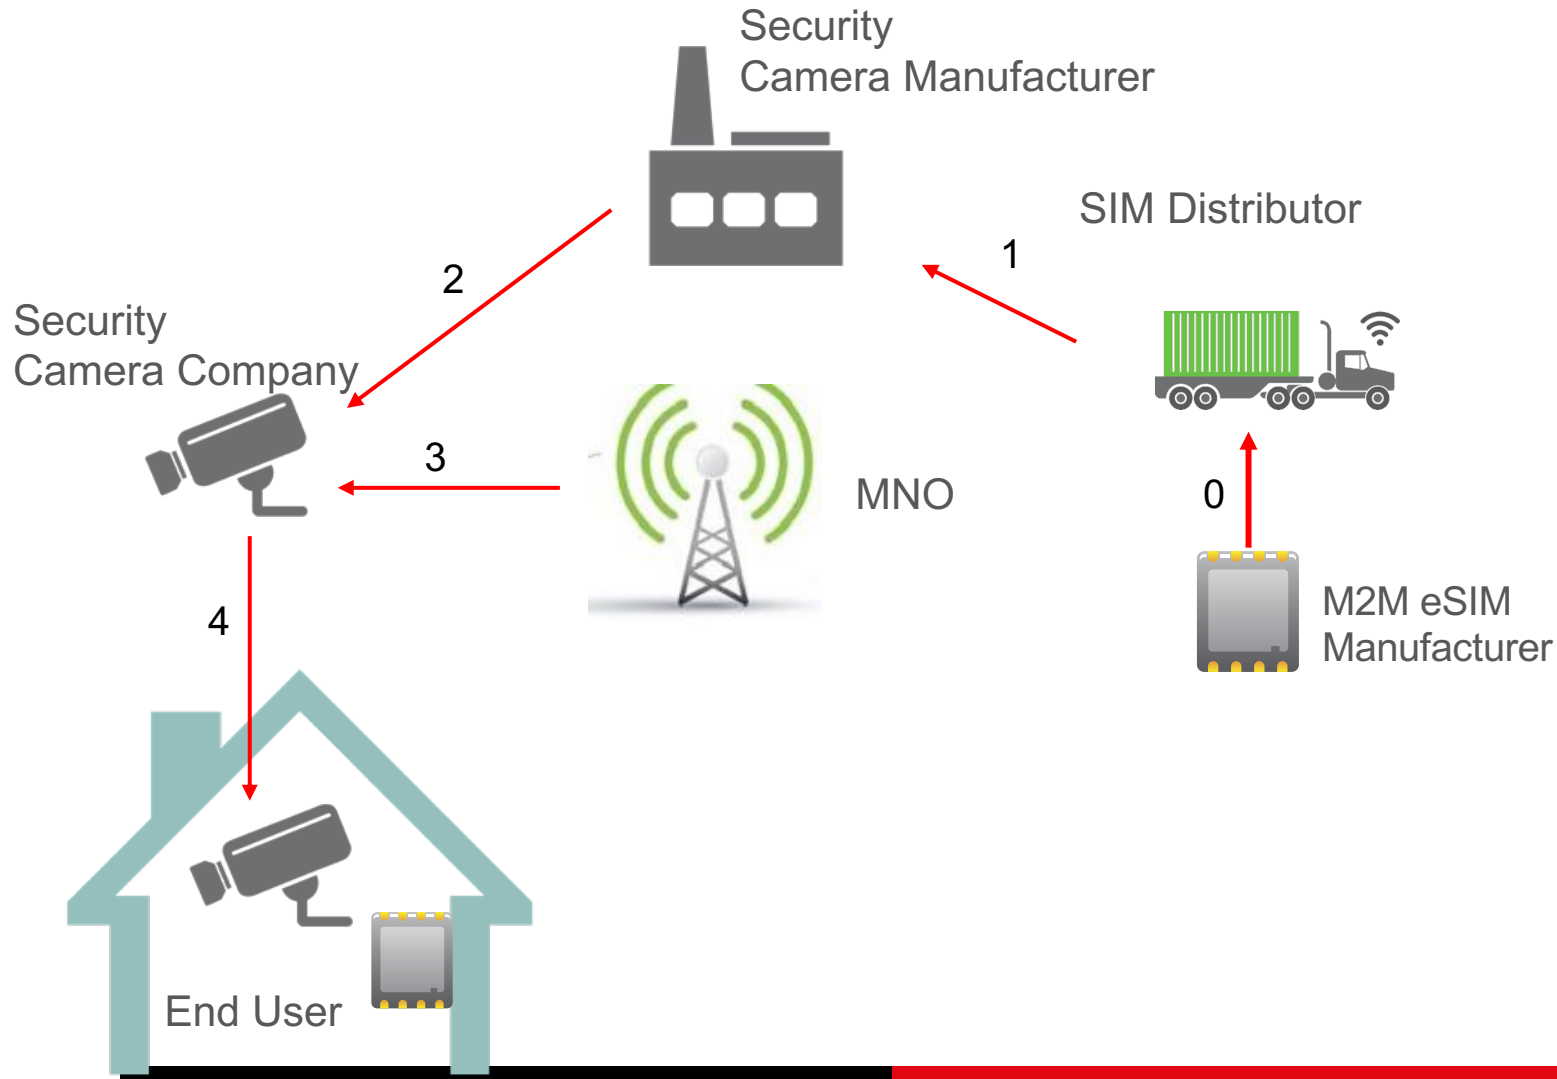 Security
Camera Manufacturer
SIM Distributor
1
2
Security
Camera Company
3
MNO
0
M2M eSIM
Manufacturer
4
End User